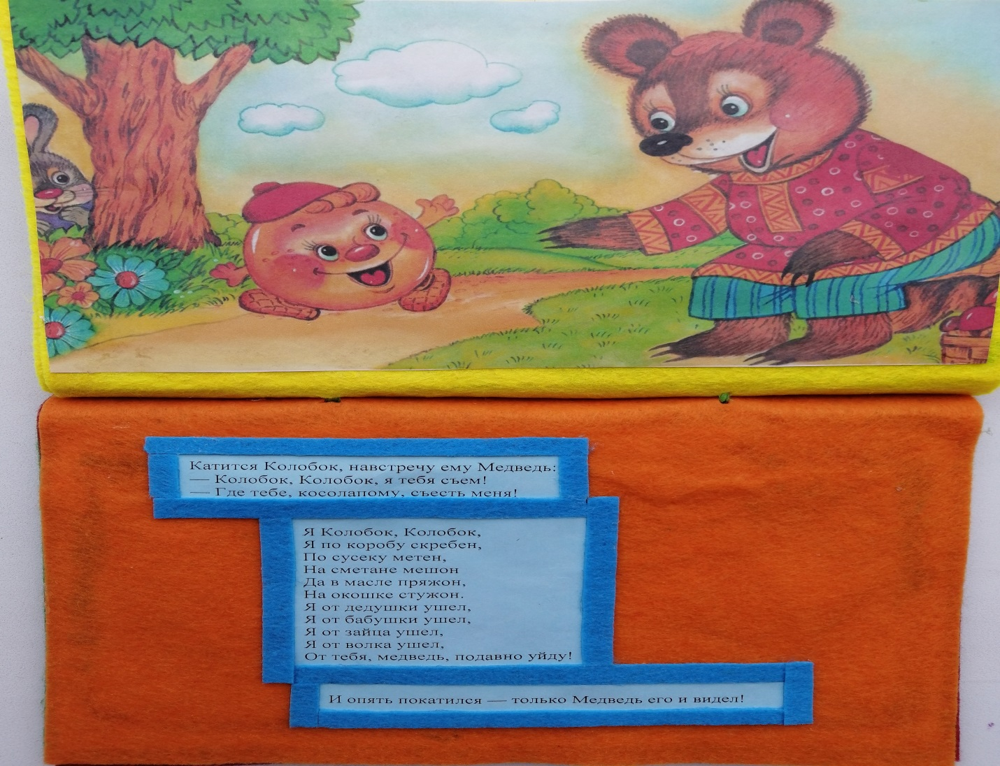 Катится Колобок, навстречу ему Медведь:
— Колобок, Колобок, я тебя съем!
— Где тебе, косолапому, съесть меня!
Я Колобок, Колобок,
Я по коробу скребен,
По сусеку метен,
На сметане мешон
Да в масле пряжон,
На окошке стужон.
Я от дедушки ушел,
Я от бабушки ушел,
Я от зайца ушел,
Я от волка ушел,
От тебя, медведь, подавно уйду!
И опять покатился — только Медведь его и видел!